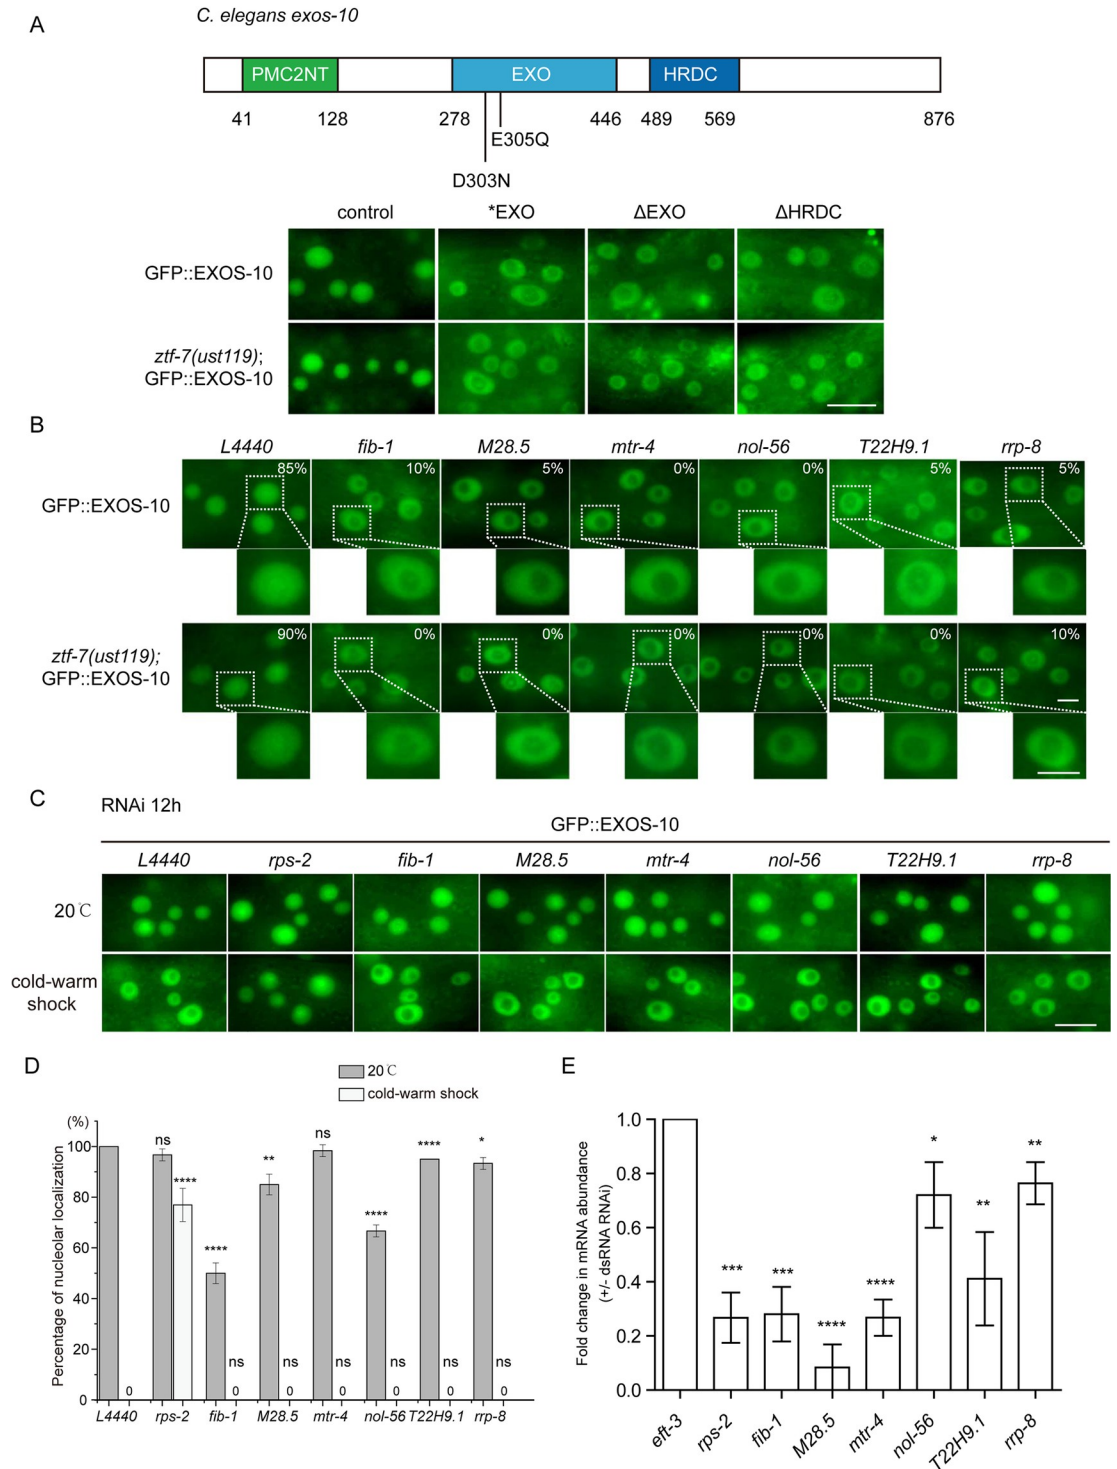 A
C. elegans exos-10
PMC2NT EXO HRDC
41 128 278 446 489 569 876
E305Q
D303N
control *EXO ΔEXO ΔHRDC
GFP::EXOS-10
ztf-7(ust119);
GFP::EXOS-10
B
L4440 fib-1 M28.5 mtr-4 nol-56 T22H9.1 rrp-8
GFP::EXOS-10
85% 10% 5% 0% 0% 5% 5%
ztf-7(ust119);
GFP::EXOS-10
90% 0% 0% 0% 0% 0% 10%
C
RNAi 12h
GFP::EXOS-10
L4440 rps-2 fib-1 M28.5 mtr-4 nol-56 T22H9.1 rrp-8
20℃
cold-warm
shock
D
20℃
cold-warm shock
(%)
Percentage of nucleolar localization
100
80
60
40
20
0
ns **** **** ** ns **** **** *
ns ns ns ns ns ns
0 0 0 0 0 0 0
L4440 rps-2 fib-1 M28.5 mtr-4 nol-56 T22H9.1 rrp-8
E
Fold change in mRNA abundance
(+/- dsRNA RNAi)
1.0
0.8
0.6
0.4
0.2
0.0
*** *** **** **** * ** **
eft-3 rps-2 fib-1 M28.5 mtr-4 nol-56 T22H9.1 rrp-8